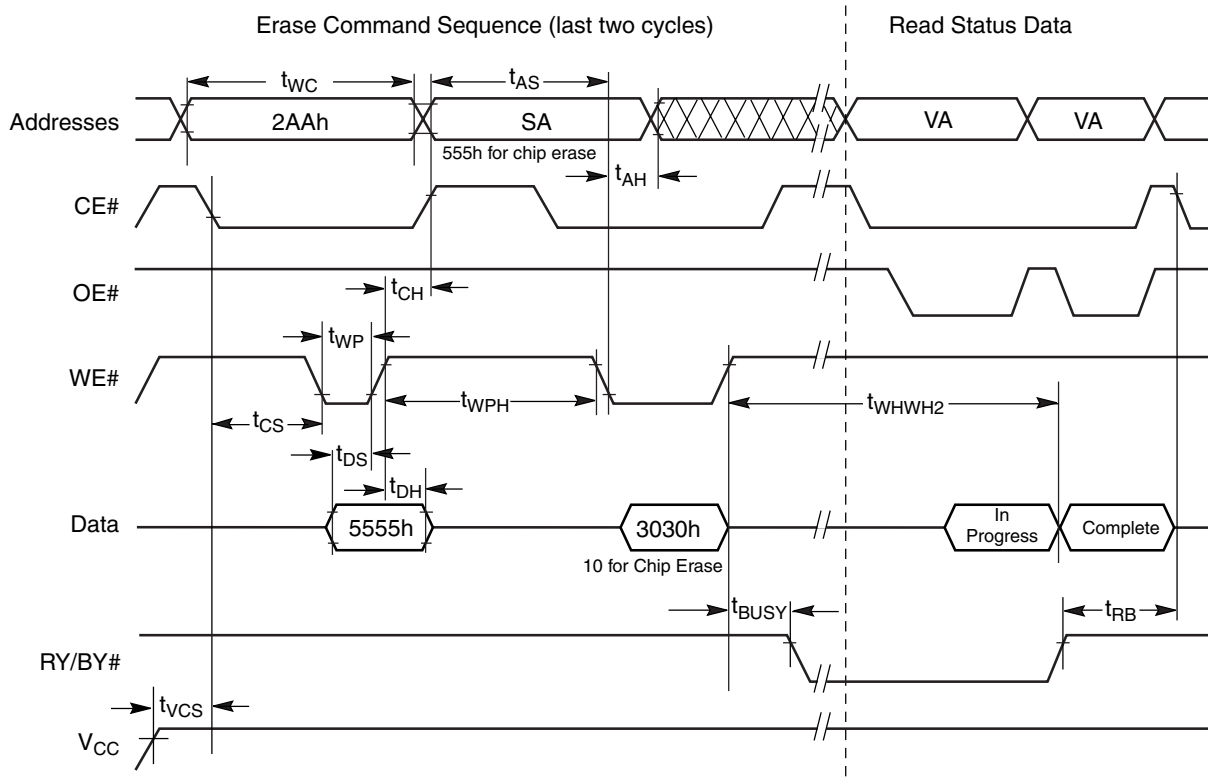 Erase Command Sequence (last two cycles)
Read Status Data
tWC
tAS
Addresses
2AAh
SA
VA
VA
555h for chip erase
tAH
CE#
OE#
tCH
tWP
WE#
tWPH
tWHWH2
tCS
tDS
tDH
Data
5555h
3030h
In
Progress
Complete
10 for Chip Erase
tBUSY
tRB
RY/BY#
tVCS
VCC